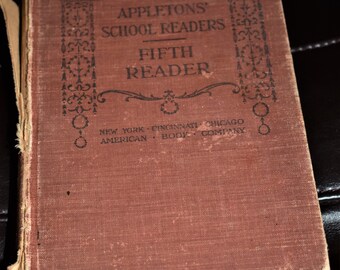 APPLETONS'
SCHOOL READERS
FIFTH
READER
NEW YORK · CINCINNATI · CHICAGO
AMERICAN · BOOK · COMPANY